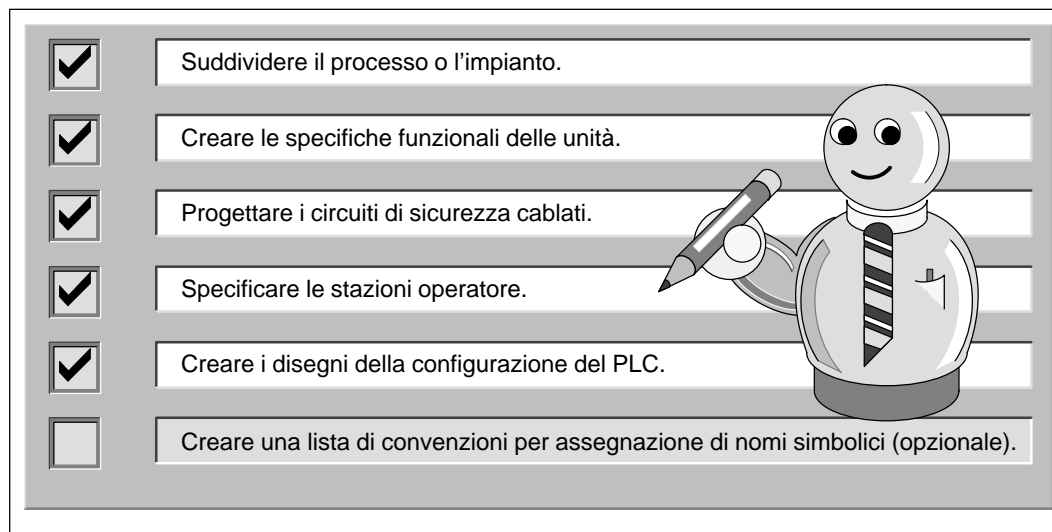 Suddividere il processo o l’impianto.
Creare le specifiche funzionali delle unità.
Progettare i circuiti di sicurezza cablati.
Specificare le stazioni operatore.
Creare i disegni della configurazione del PLC.
Creare una lista di convenzioni per assegnazione di nomi simbolici (opzionale).